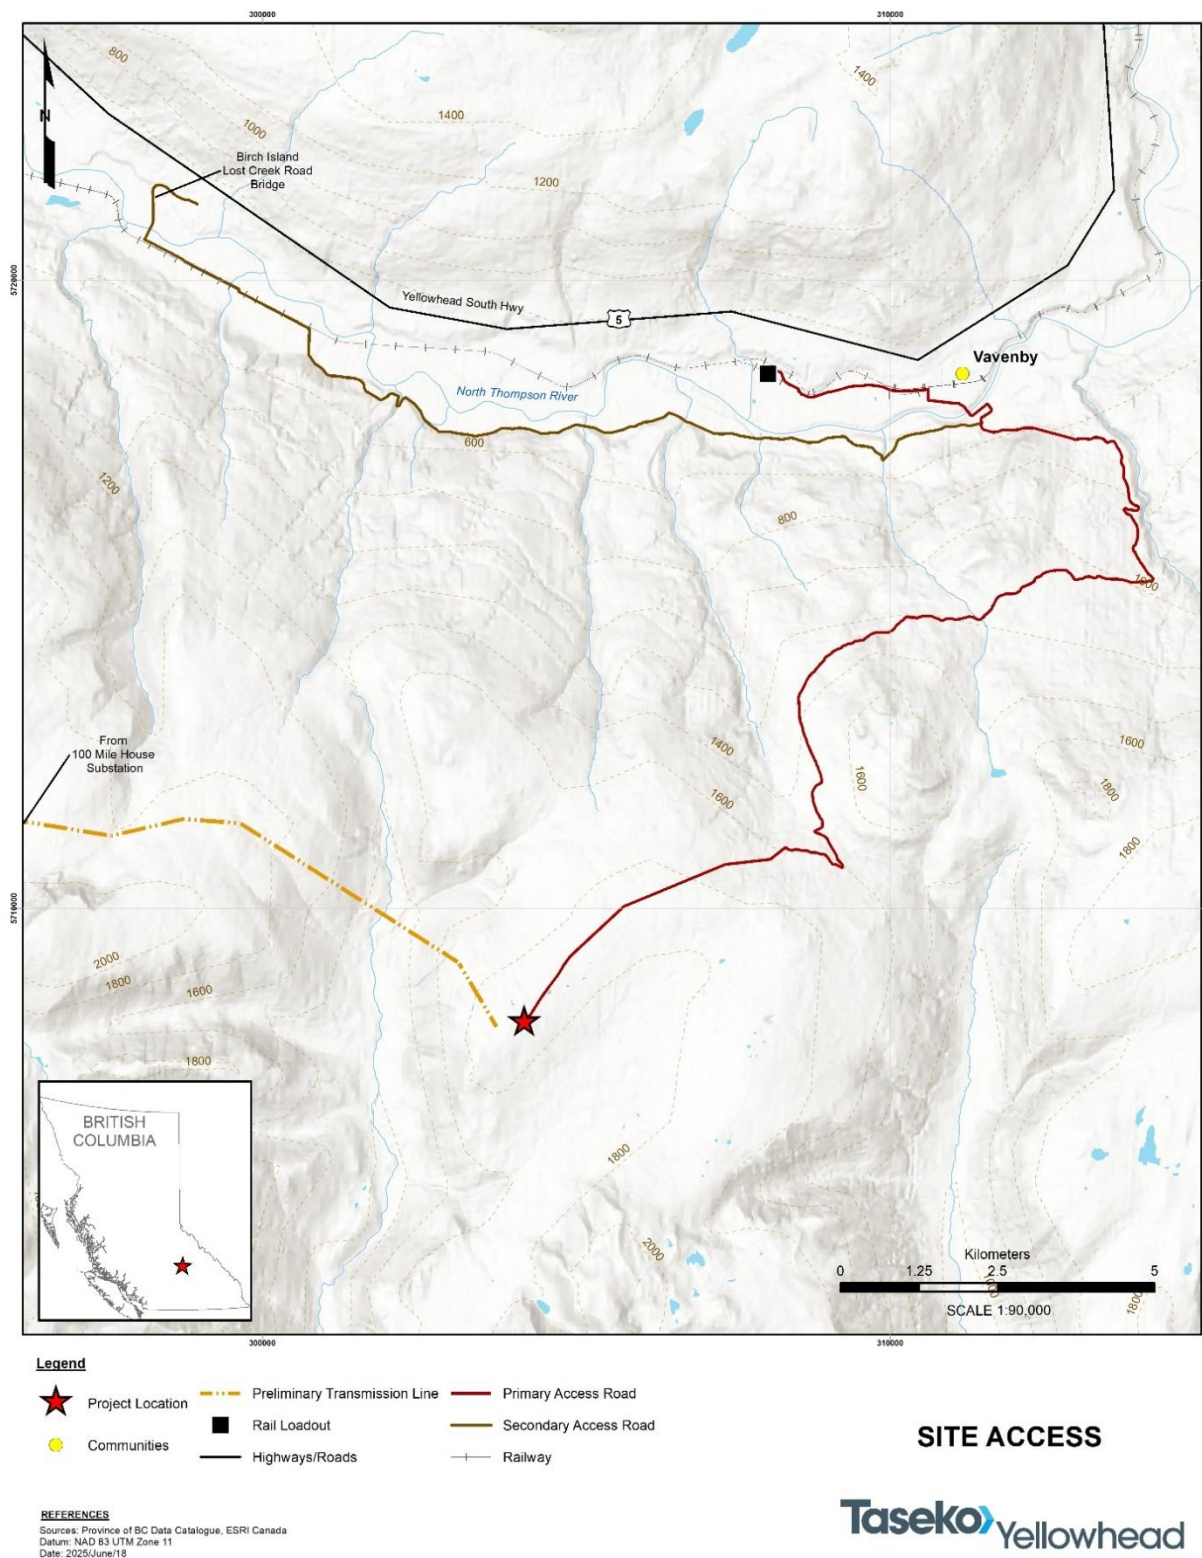 300000
310000
800
1400
1400
1000
N
Birch Island
Lost Creek Road
Bridge
1200
5720000
Yellowhead South Hwy
5
Vavenby
North Thompson River
600
1200
800
1000
From
100 Mile House
Substation
1400
1600
1600
1600
1800
1800
5710000
2000
1800
1600
1800
BRITISH
COLUMBIA
1800
2000
Kilometers
0 1.25 2.5 5
SCALE 1:90,000
1800
300000
310000
Legend
Project Location
Preliminary Transmission Line
Primary Access Road
Rail Loadout
Secondary Access Road
Communities
Highways/Roads
Railway
SITE ACCESS
REFERENCES
Sources: Province of BC Data Catalogue, ESRI Canada
Datum: NAD 83 UTM Zone 11
Date: 2025/June/18
Taseko Yellowhead